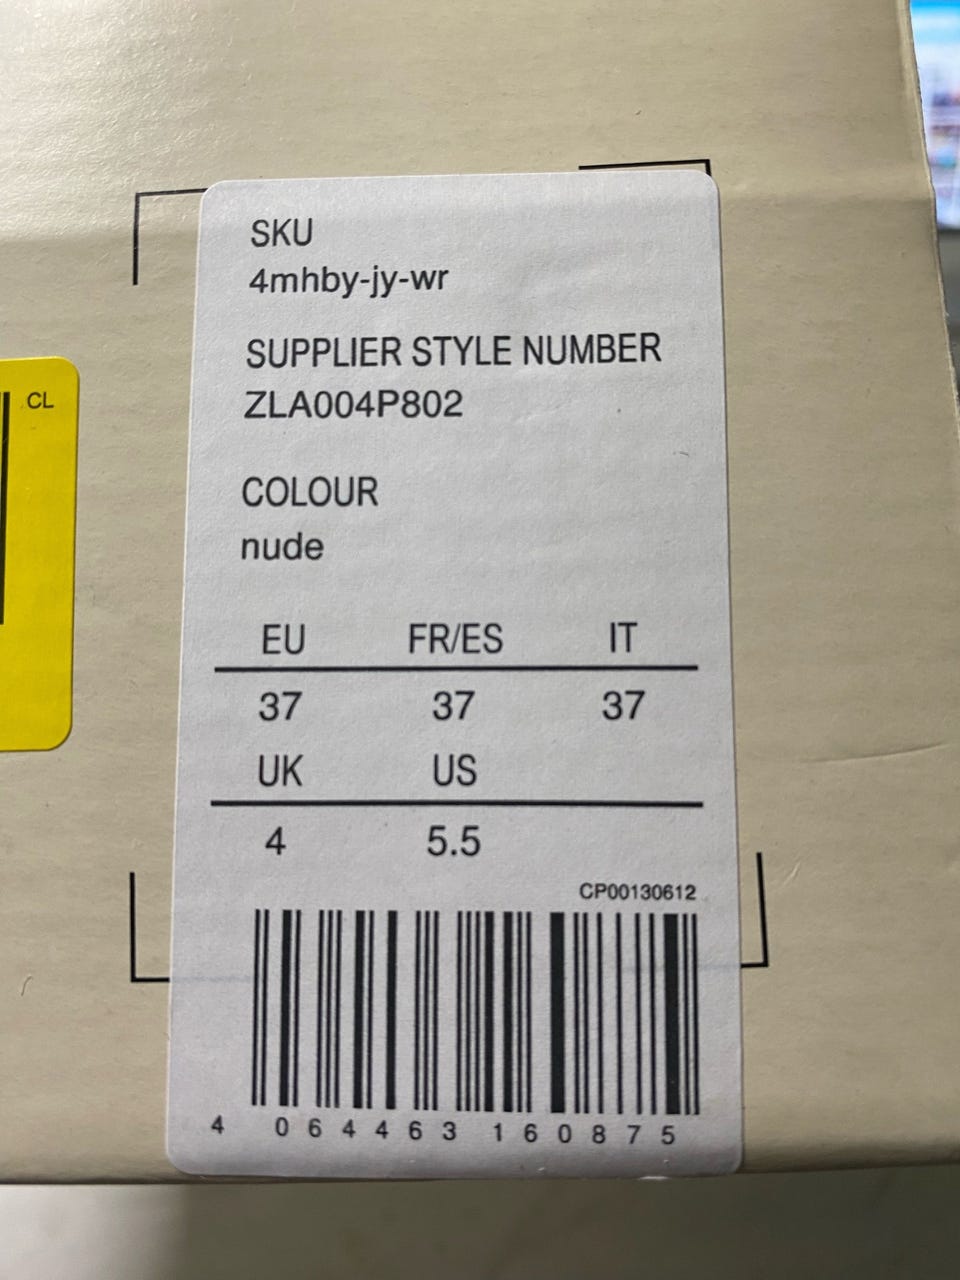 SKU
4mhby-jy-wr
SUPPLIER STYLE NUMBER
ZLA004P802
CL
COLOUR
nude
EU FR/ES IT
37 37 37
UK US
4 5.5
CP00130612
4 064463 160875